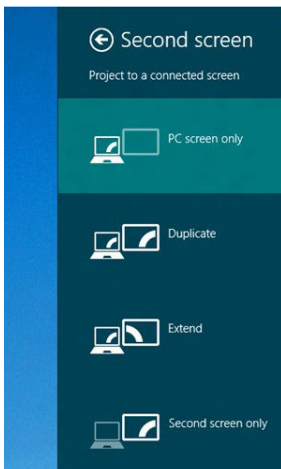 Second screen
Project to a connected screen
PC screen only
Duplicate
Extend
Second screen only